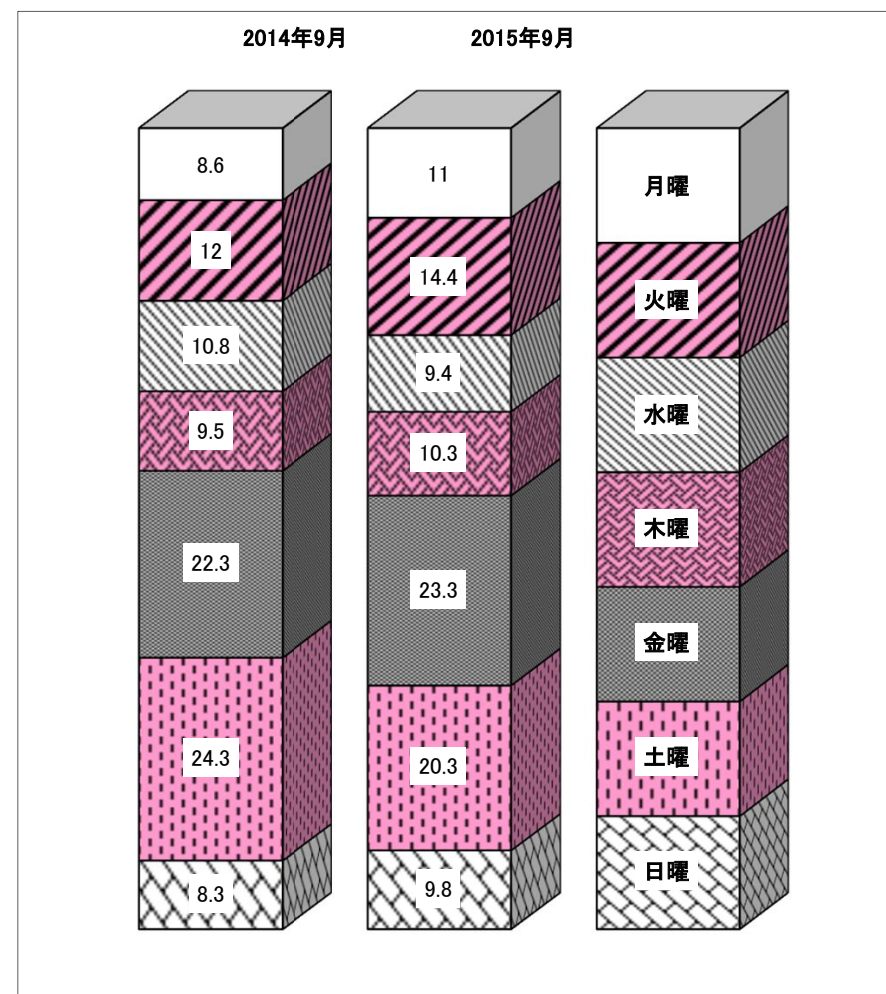 2014年9月 2015年9月
8.6 11 月曜
12 14.4 火曜
10.8 9.4 水曜
9.5 10.3 木曜
22.3 23.3 金曜
24.3 20.3 土曜
8.3 9.8 日曜